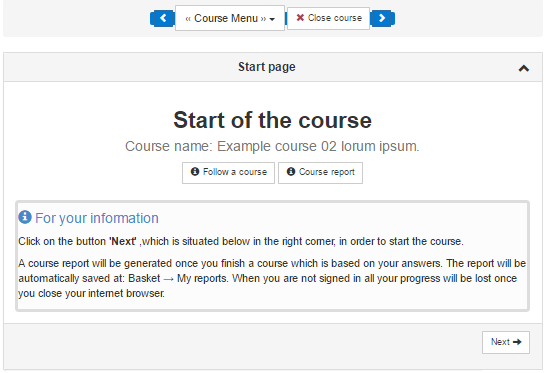 « Course Menu »
Close course
Start page
Start of the course
Course name: Example course 02 lorum ipsum.
Follow a course
Course report
For your information
Click on the button 'Next' ,which is situated below in the right corner, in order to start the course.
A course report will be generated once you finish a course which is based on your answers. The report will be
automatically saved at: Basket → My reports. When you are not signed in all your progress will be lost once
you close your internet browser.
Next →